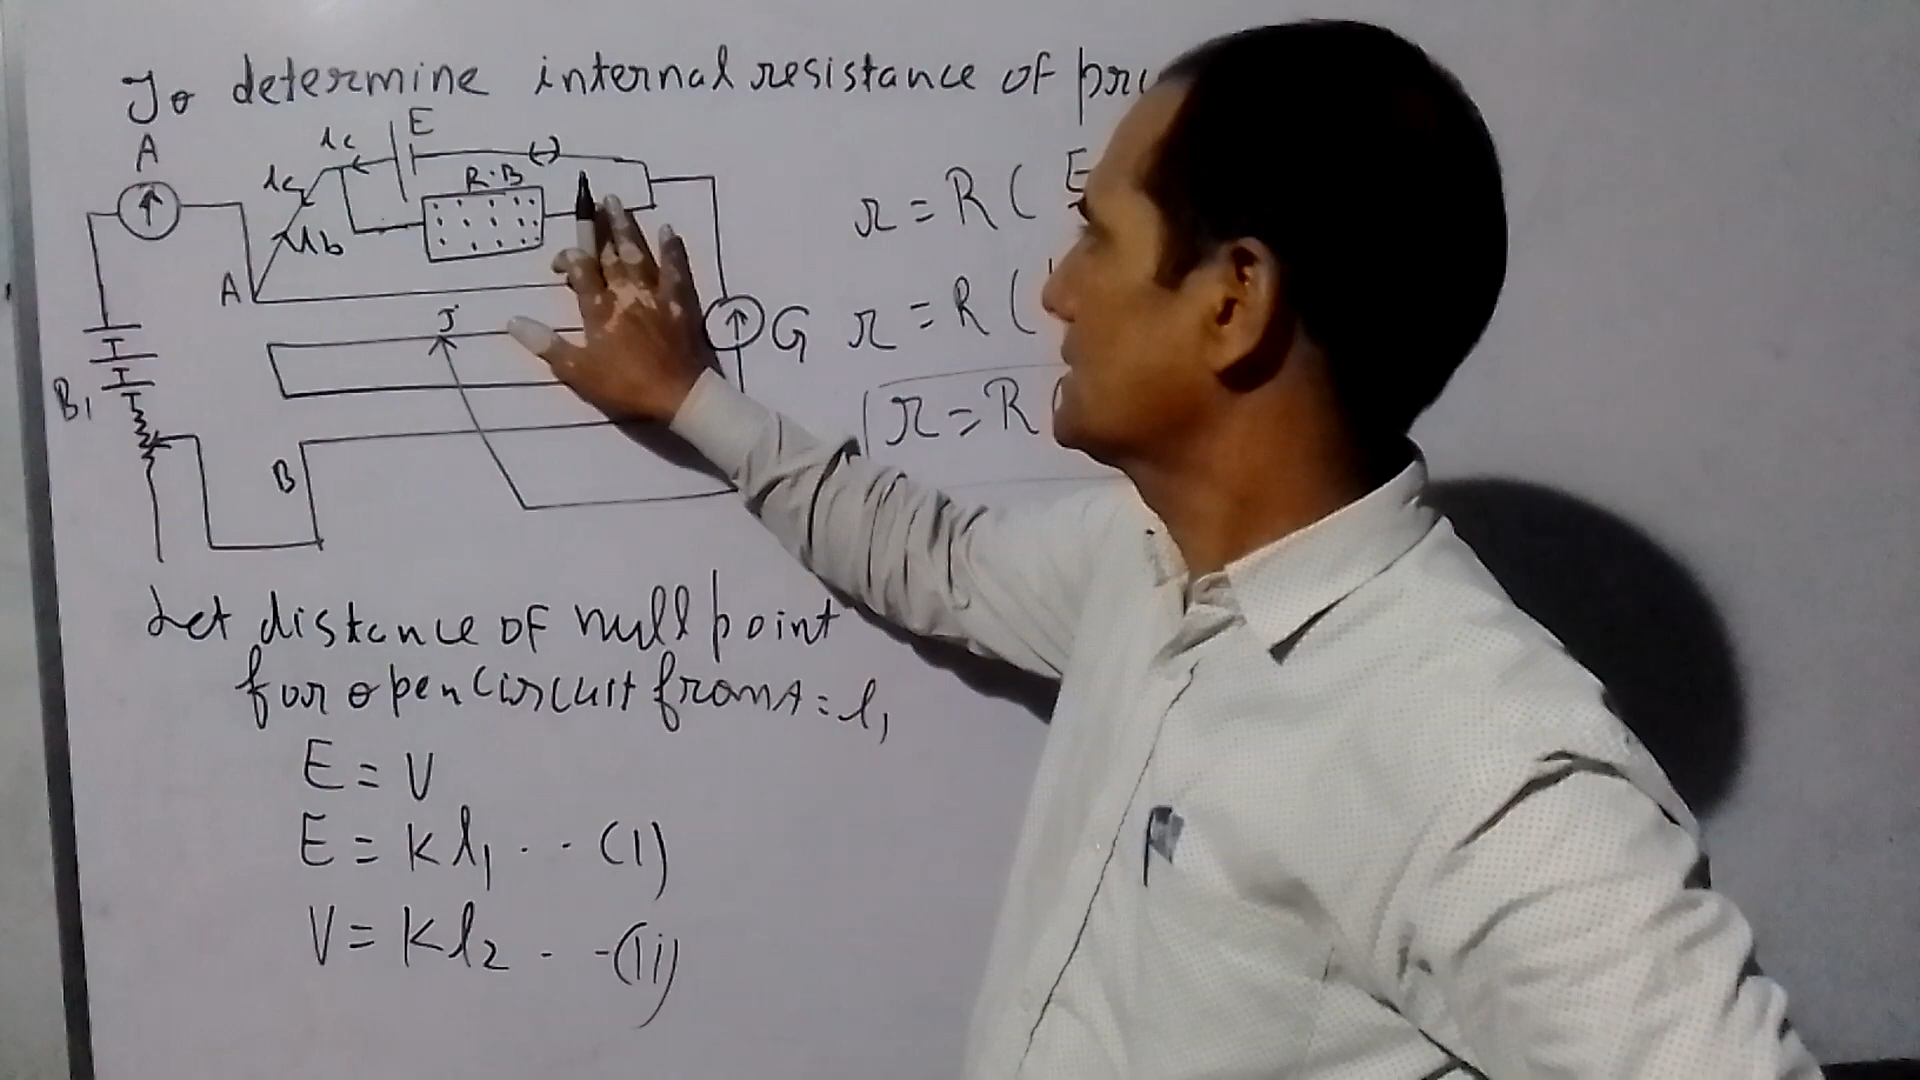 To determine internal resistance of
A
E
R.B
r = R ( E
A
J
G
r = R (
B1
r = R
B
Let distance of null point
for open circuit from A = l1
E = V
E = Kl1 . . (1)
V = Kl2 . - (ii)